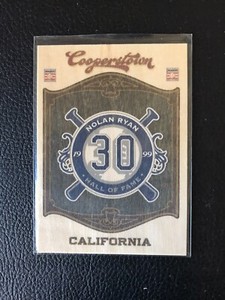 Cooperstown
NOLAN RYAN
19 30 99
HALL OF FAME
CALIFORNIA